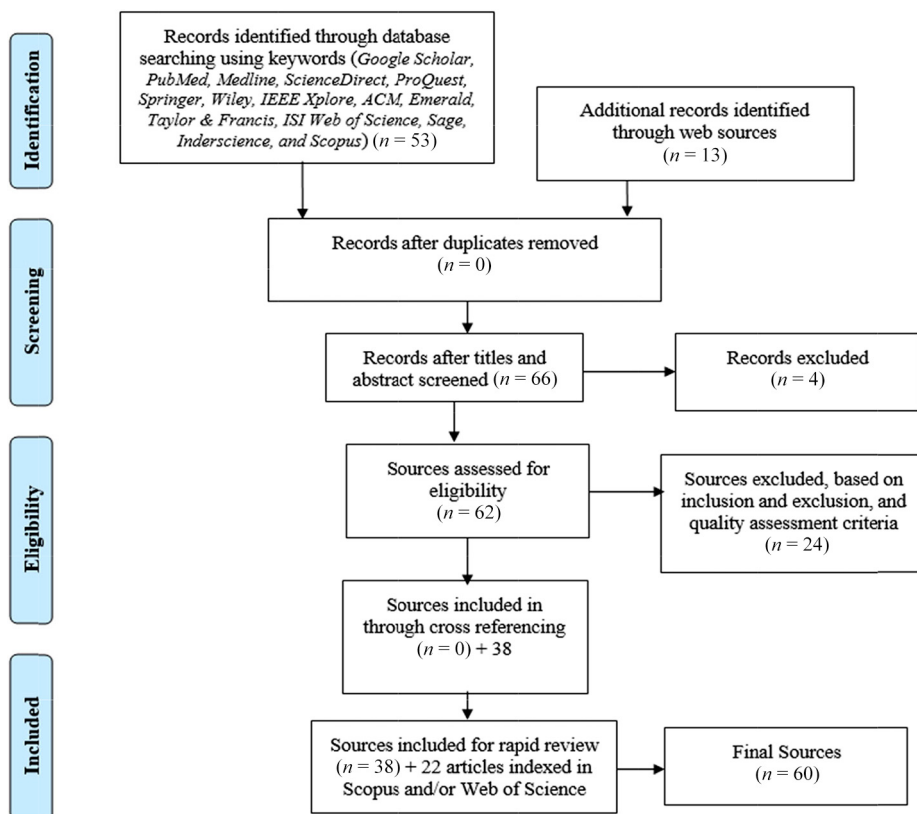 Identification
Records identified through database
searching using keywords (Google Scholar,
PubMed, Medline, ScienceDirect, ProQuest,
Springer, Wiley, IEEE Xplore, ACM, Emerald,
Taylor & Francis, ISI Web of Science, Sage,
Inderscience, and Scopus) (n = 53)
Additional records identified
through web sources
(n = 13)
Screening
Records after duplicates removed
(n = 0)
Records after titles and
abstract screened (n = 66)
Records excluded
(n = 4)
Eligibility
Sources assessed for
eligibility
(n = 62)
Sources excluded, based on
inclusion and exclusion, and
quality assessment criteria
(n = 24)
Sources included in
through cross referencing
(n = 0) + 38
Included
Sources included for rapid review
(n = 38) + 22 articles indexed in
Scopus and/or Web of Science
Final Sources
(n = 60)